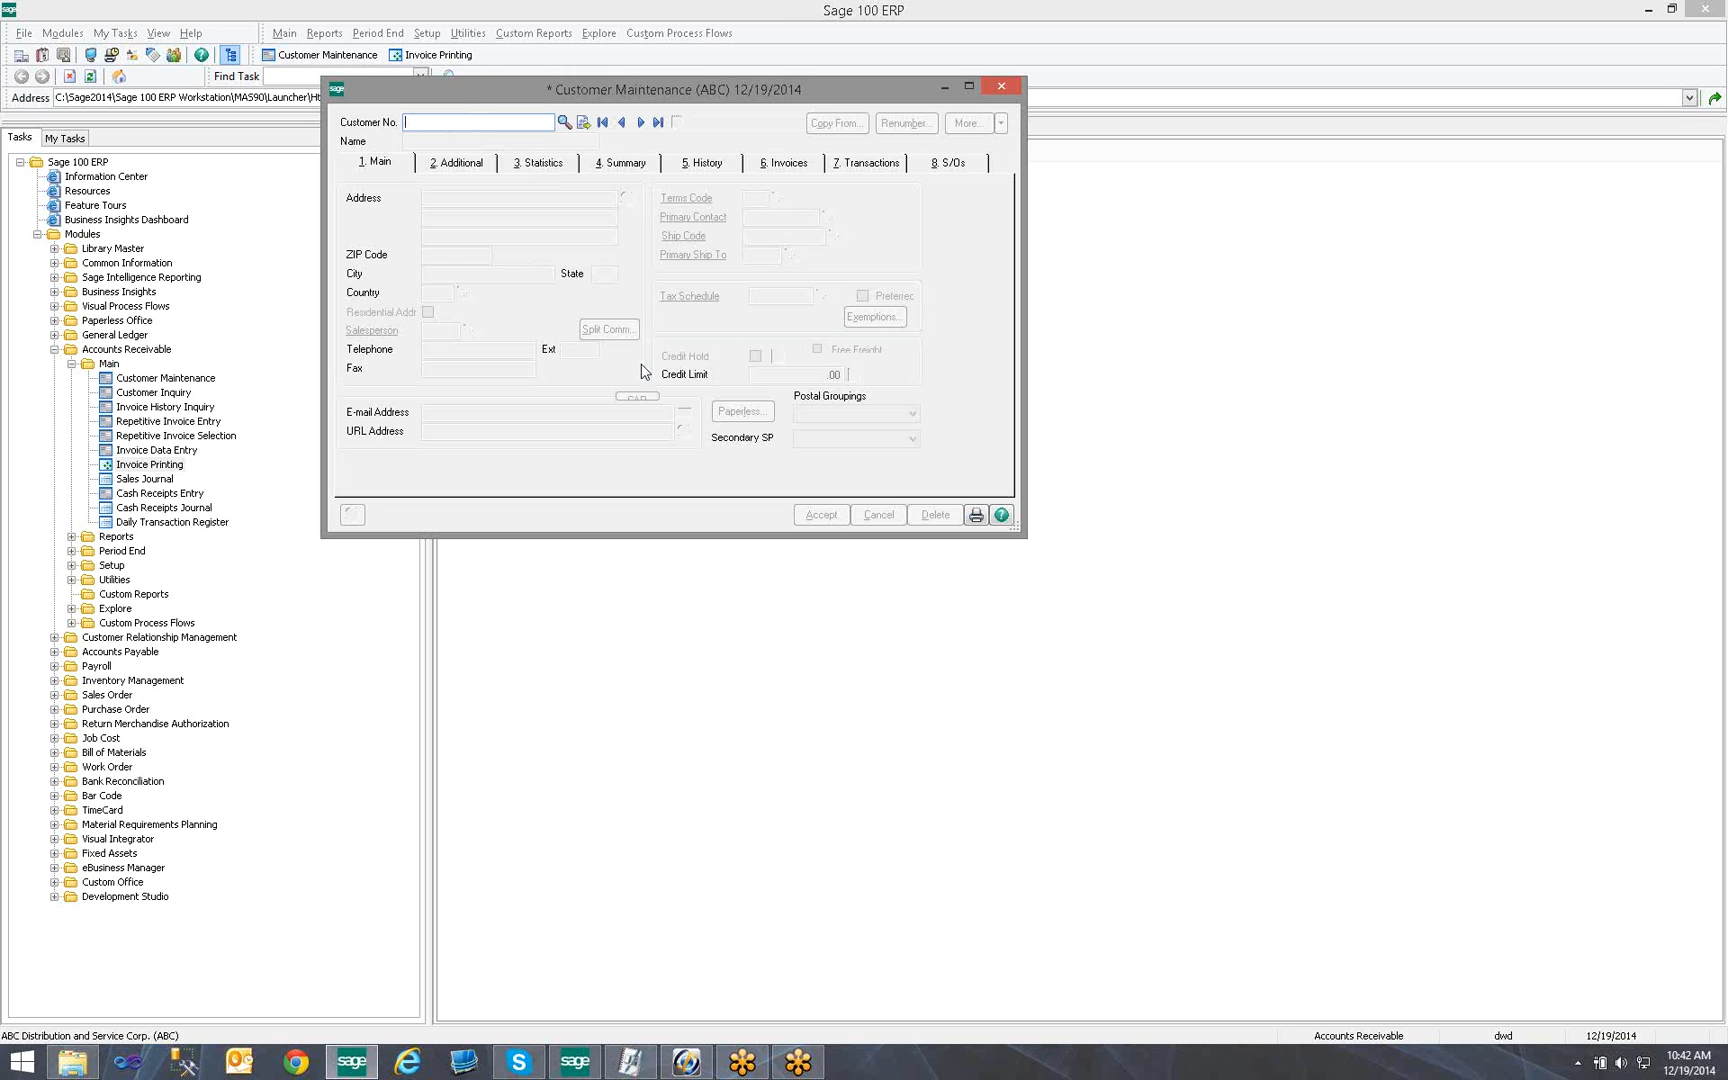 Sage 100 ERP
File Modules My Tasks View Help Main Reports Period End Setup Utilities Custom Reports Explore Custom Process Flows
Customer Maintenance Invoice Printing
Find Task
Address C:\Sage2014\Sage 100 ERP Workstation\MAS90\Launcher\Ht
Tasks My Tasks
Sage 100 ERP
Information Center
Resources
Feature Tours
Business Insights Dashboard
Modules
Library Master
Common Information
Sage Intelligence Reporting
Business Insights
Visual Process Flows
Paperless Office
General Ledger
Accounts Receivable
Main
Customer Maintenance
Customer Inquiry
Invoice History Inquiry
Repetitive Invoice Entry
Repetitive Invoice Selection
Invoice Data Entry
Invoice Printing
Sales Journal
Cash Receipts Entry
Cash Receipts Journal
Daily Transaction Register
Reports
Period End
Setup
Utilities
Custom Reports
Explore
Custom Process Flows
Customer Relationship Management
Accounts Payable
Payroll
Inventory Management
Sales Order
Purchase Order
Return Merchandise Authorization
Job Cost
Bill of Materials
Work Order
Bank Reconciliation
Bar Code
TimeCard
Material Requirements Planning
Visual Integrator
Fixed Assets
eBusiness Manager
Custom Office
Development Studio
sage * Customer Maintenance (ABC) 12/19/2014
Customer No. Copy From... Renumber... More...
Name
1. Main 2. Additional 3. Statistics 4. Summary 5. History 6. Invoices 7. Transactions 8. S/Os
Address
ZIP Code
City State
Country
Residential Addr
Salesperson Split Comm...
Telephone Ext
Fax
E-mail Address
URL Address
Terms Code
Primary Contact
Ship Code
Primary Ship To
Tax Schedule Preferred
Exemptions...
Credit Hold Free Freight
Credit Limit .00
Paperless... Postal Groupings
Secondary SP
Accept Cancel Delete
ABC Distribution and Service Corp. (ABC) Accounts Receivable dwd 12/19/2014
sage sage
10:42 AM
12/19/2014